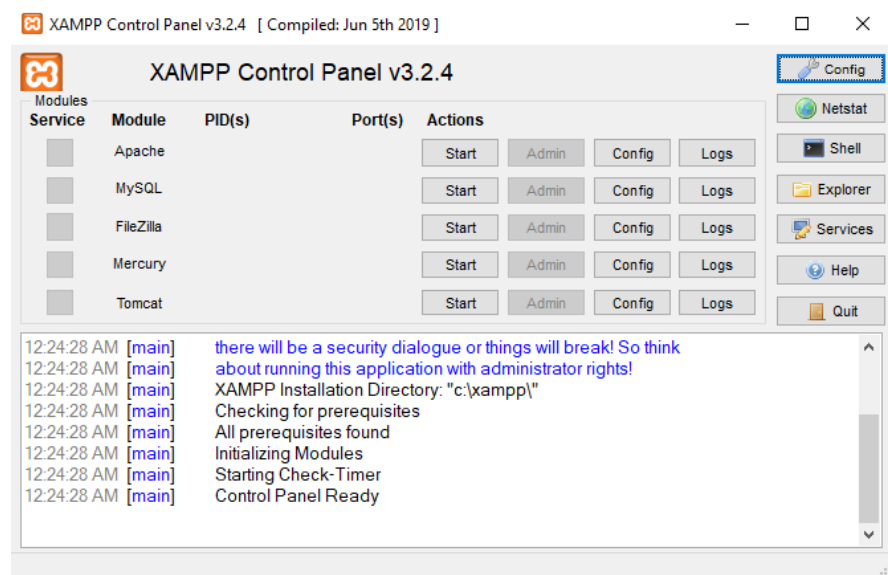 XAMPP Control Panel v3.2.4 [ Compiled: Jun 5th 2019 ]
XAMPP Control Panel v3.2.4
Config
Modules
Service Module PID(s) Port(s) Actions
Netstat
Apache Start Admin Config Logs
Shell
MySQL Start Admin Config Logs
Explorer
FileZilla Start Admin Config Logs
Services
Mercury Start Admin Config Logs
Help
Tomcat Start Admin Config Logs
Quit
12:24:28 AM [main] there will be a security dialogue or things will break! So think
12:24:28 AM [main] about running this application with administrator rights!
12:24:28 AM [main] XAMPP Installation Directory: "c:\xampp\"
12:24:28 AM [main] Checking for prerequisites
12:24:28 AM [main] All prerequisites found
12:24:28 AM [main] Initializing Modules
12:24:28 AM [main] Starting Check-Timer
12:24:28 AM [main] Control Panel Ready